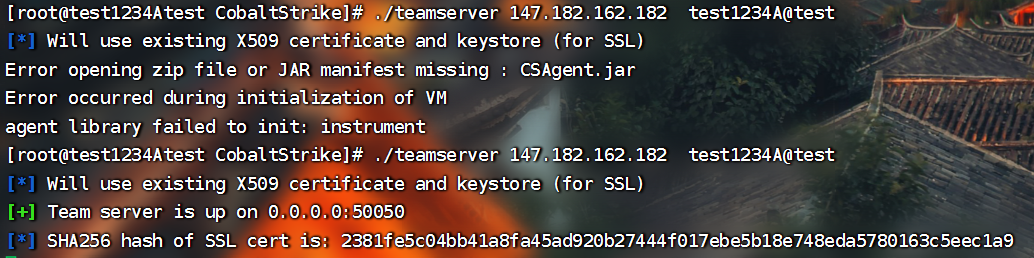 [root@test1234Atest CobaltStrike]# ./teamserver 147.182.162.182  test1234A@test
[*] Will use existing X509 certificate and keystore (for SSL)
Error opening zip file or JAR manifest missing : CSAgent.jar
Error occurred during initialization of VM
agent library failed to init: instrument
[root@test1234Atest CobaltStrike]# ./teamserver 147.182.162.182  test1234A@test
[*] Will use existing X509 certificate and keystore (for SSL)
[+] Team server is up on 0.0.0.0:50050
[*] SHA256 hash of SSL cert is: 2381fe5c04bb41a8fa45ad920b27444f017ebe5b18e748eda5780163c5eec1a9